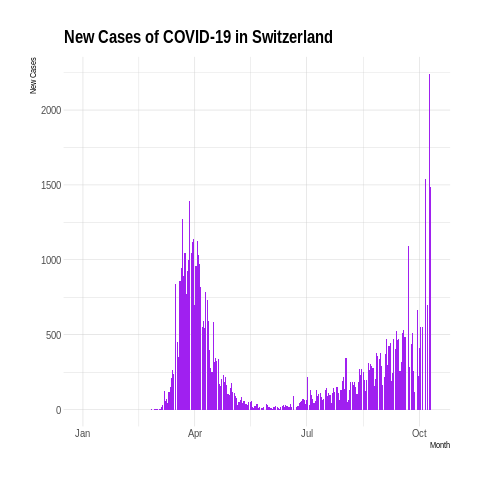 New Cases of COVID-19 in Switzerland
New Cases
2000
1500
1000
500
0
Jan Apr Jul Oct
Month